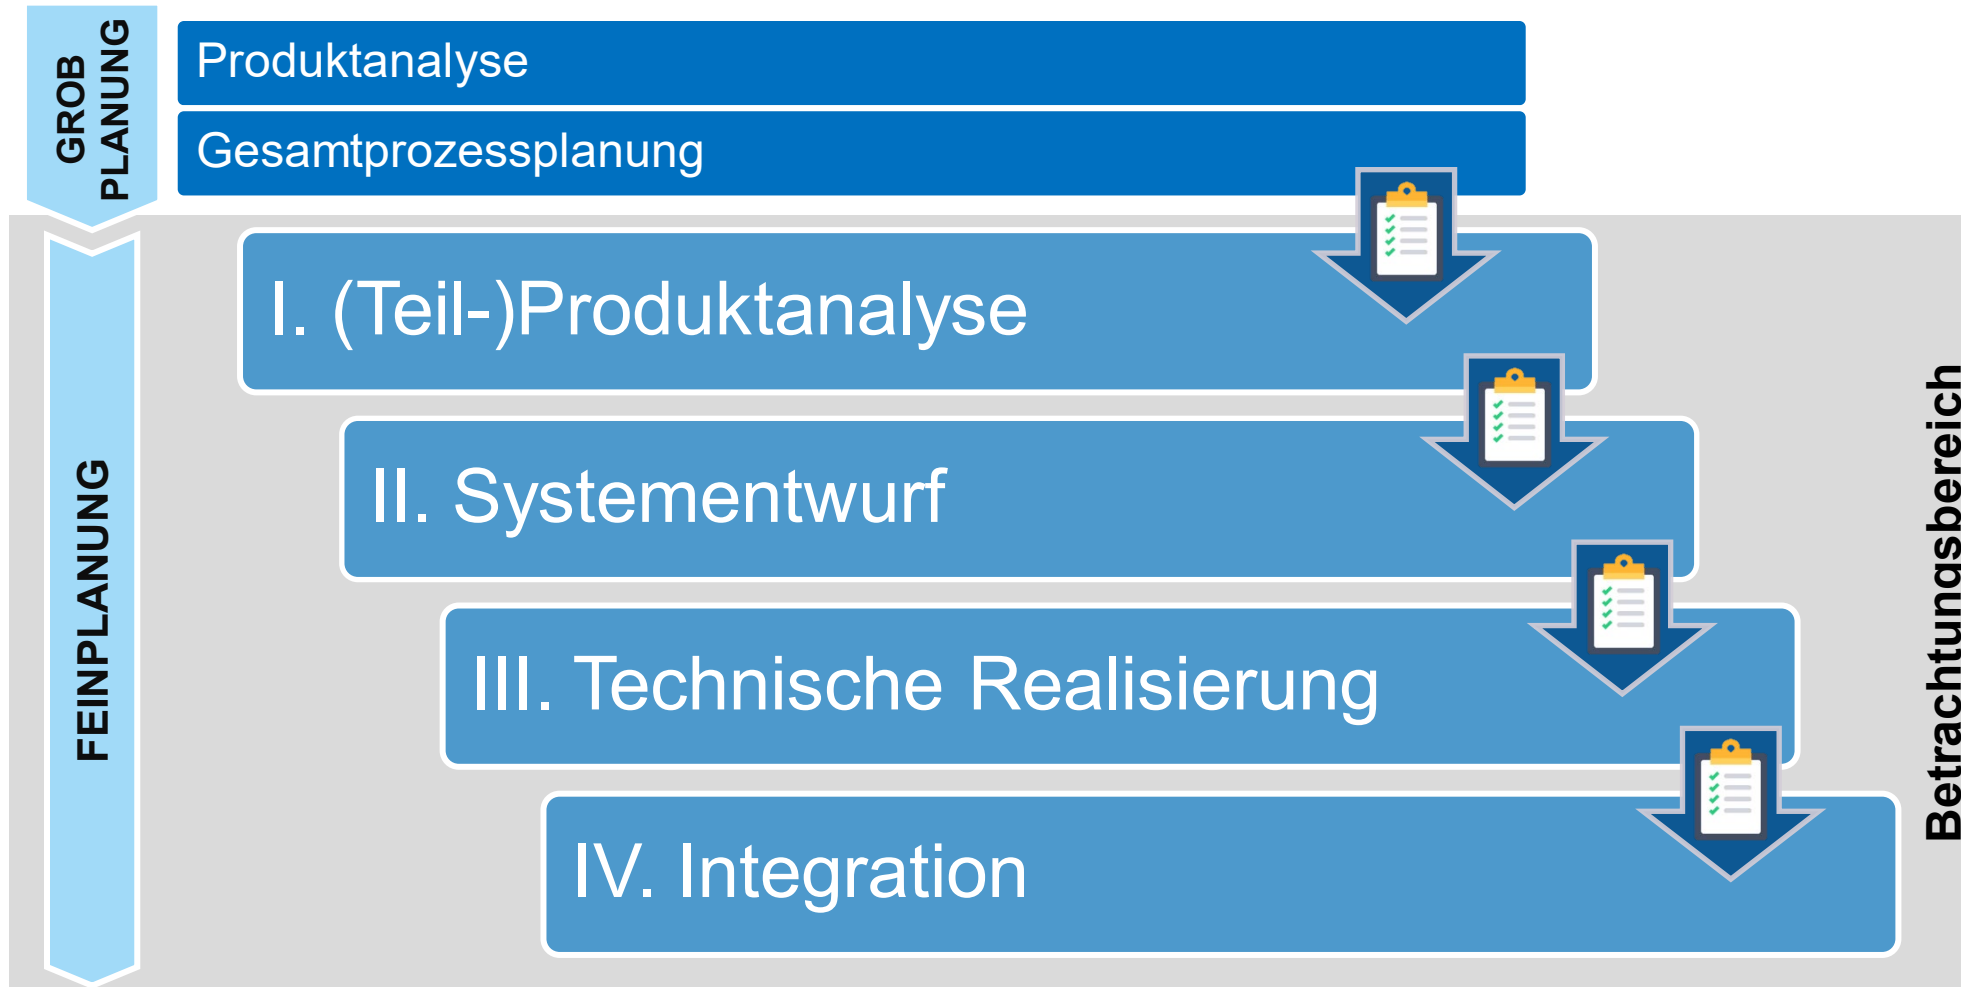 GROB
PLANUNG
Produktanalyse
Gesamtprozessplanung
FEINPLANUNG
I. (Teil-)Produktanalyse
II. Systementwurf
III. Technische Realisierung
IV. Integration
Betrachtungsbereich